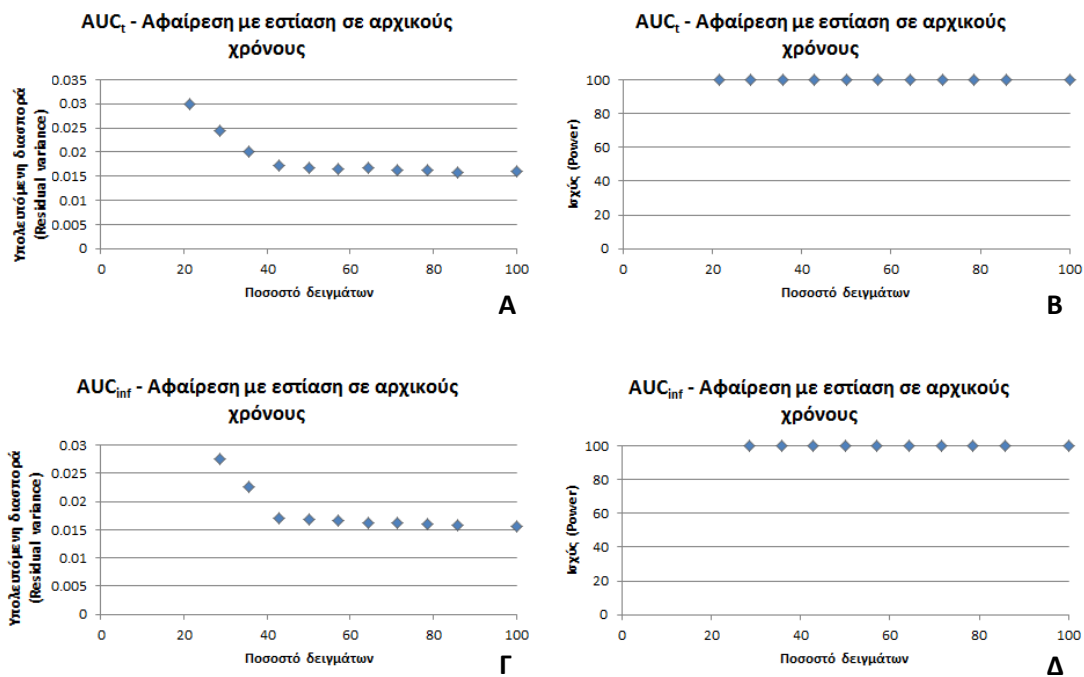 AUCt - Αφαίρεση με εστίαση σε αρχικούς
χρόνους
Υπολειπόμενη διασπορά
(Residual variance)
0.035
0.03
0.025
0.02
0.015
0.01
0.005
0
0 20 40 60 80 100
Ποσοστό δειγμάτων
A
AUCt - Αφαίρεση με εστίαση σε αρχικούς
χρόνους
Ισχύς (Power)
100
80
60
40
20
0
0 20 40 60 80 100
Ποσοστό δειγμάτων
B
AUCinf - Αφαίρεση με εστίαση σε αρχικούς
χρόνους
Υπολειπόμενη διασπορά
(Residual variance)
0.03
0.025
0.02
0.015
0.01
0.005
0
0 20 40 60 80 100
Ποσοστό δειγμάτων
Γ
AUCinf - Αφαίρεση με εστίαση σε αρχικούς
χρόνους
Ισχύς (Power)
100
80
60
40
20
0
0 20 40 60 80 100
Ποσοστό δειγμάτων
Δ